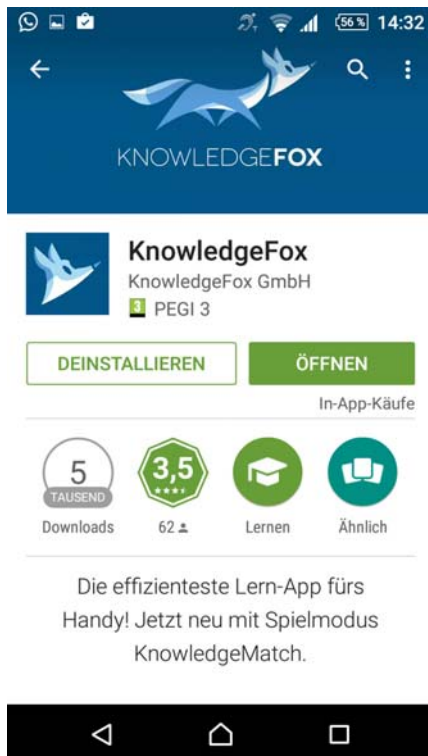 56% 14:32
KNOWLEDGEFOX
KnowledgeFox
KnowledgeFox GmbH
3 PEGI 3
DEINSTALLIEREN ÖFFNEN
In-App-Käufe
5 3,5
TAUSEND
Downloads 62 Lernen Ähnlich
Die effizienteste Lern-App fürs
Handy! Jetzt neu mit Spielmodus
KnowledgeMatch.